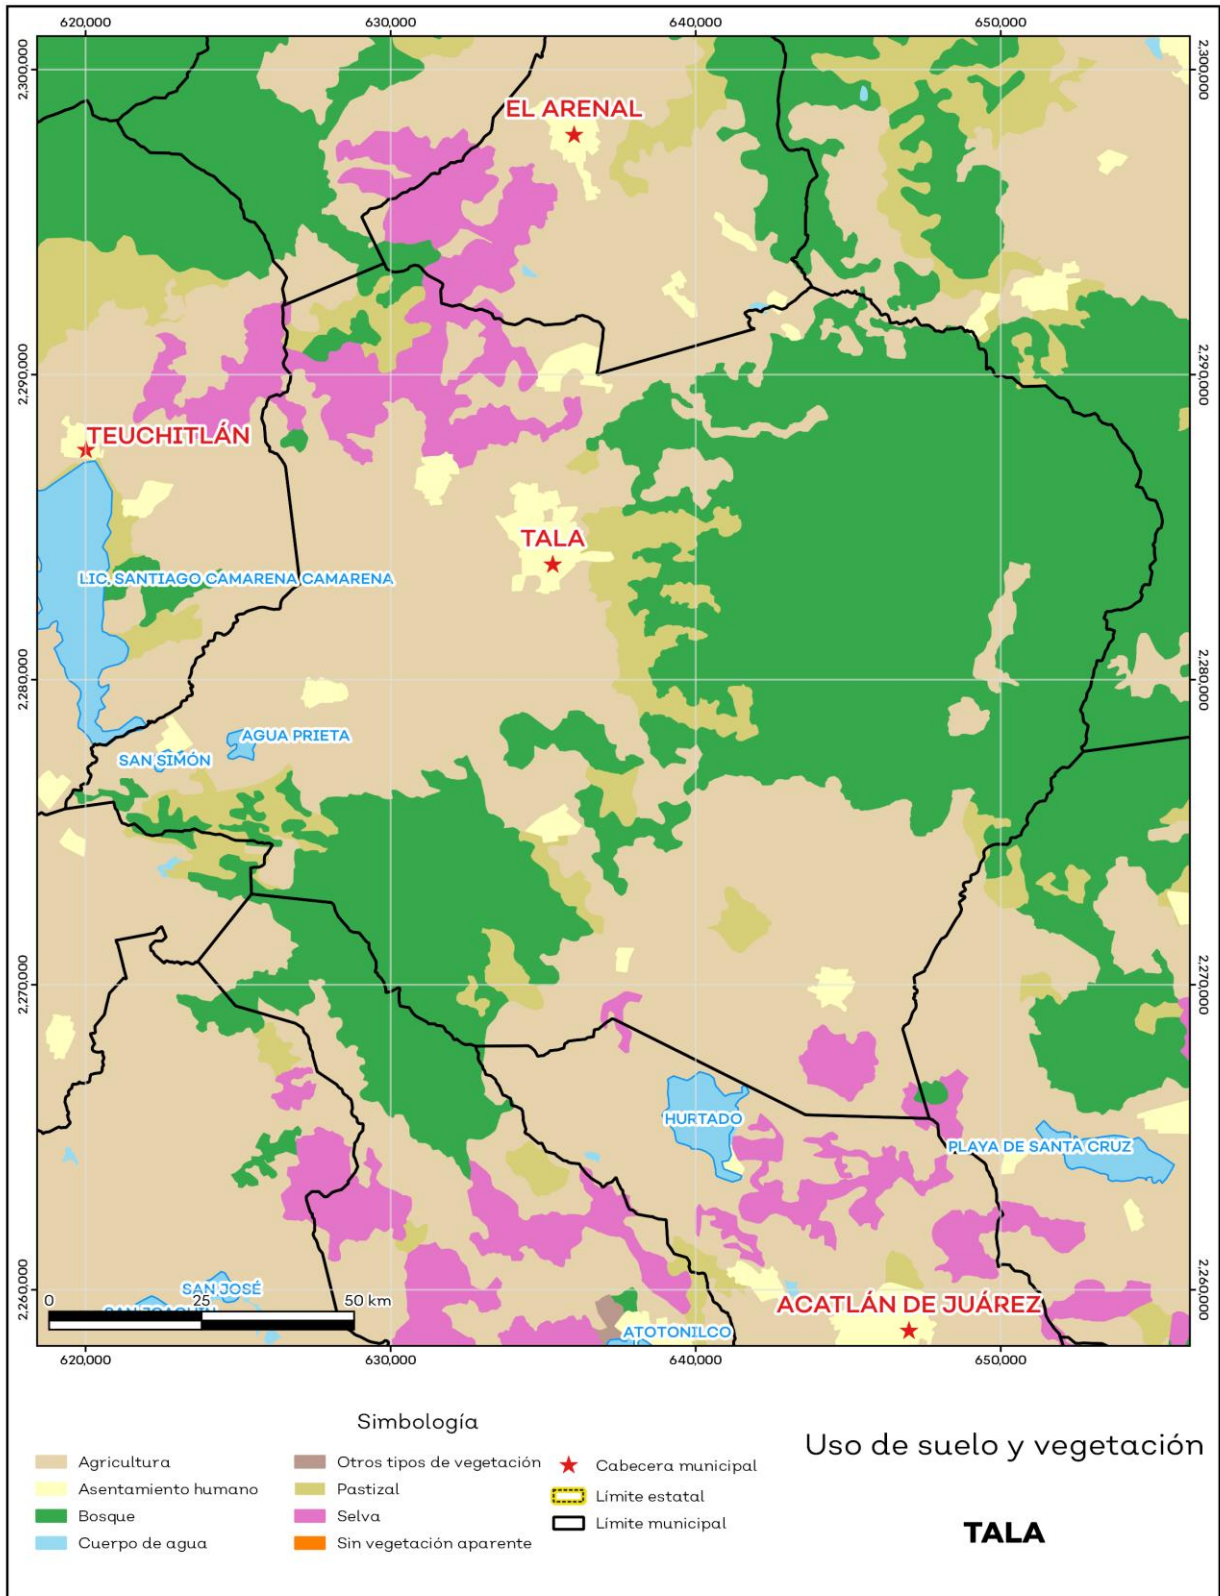 620,000 630,000 640,000 650,000
2,300,000 2,300,000
EL ARENAL
2,290,000 2,290,000
TEUCHITLÁN
TALA
LIC. SANTIAGO CAMARENA CAMARENA
2,280,000 2,280,000
AGUA PRIETA
SAN SIMÓN
2,270,000 2,270,000
HURTADO
PLAYA DE SANTA CRUZ
2,260,000 2,260,000
SAN JOSÉ
SAN JOAQUÍN
0 25 50 km
ACATLÁN DE JUÁREZ
ATOTONILCO
620,000 630,000 640,000 650,000
Simbología
Agricultura
Asentamiento humano
Bosque
Cuerpo de agua
Otros tipos de vegetación
Pastizal
Selva
Sin vegetación aparente
Cabecera municipal
Límite estatal
Límite municipal
Uso de suelo y vegetación
TALA